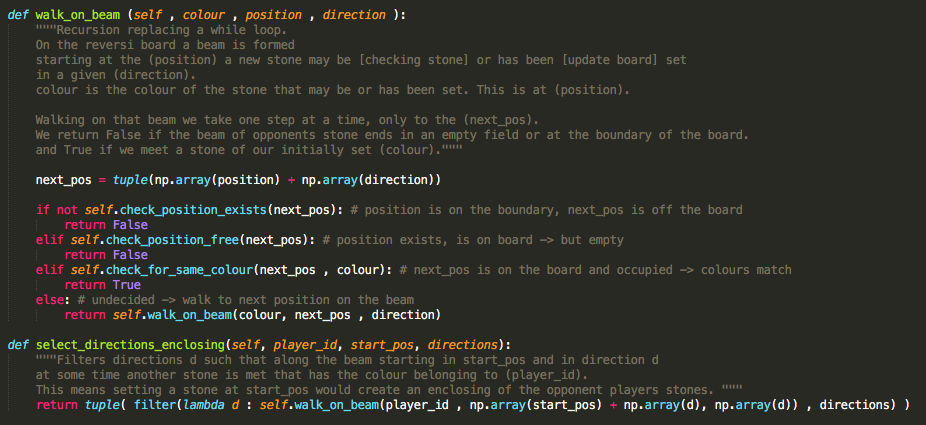 def walk_on_beam (self , colour , position , direction ):
    """Recursion replacing a while loop.
    On the reversi board a beam is formed
    starting at the (position) a new stone may be [checking stone] or has been [update board] set
    in a given (direction).
    colour is the colour of the stone that may be or has been set. This is at (position).

    Walking on that beam we take one step at a time, only to the (next_pos).
    We return False if the beam of opponents stone ends in an empty field or at the boundary of the board.
    and True if we meet a stone of our initially set (colour)."""

    next_pos = tuple(np.array(position) + np.array(direction))

    if not self.check_position_exists(next_pos): # position is on the boundary, next_pos is off the board
        return False
    elif self.check_position_free(next_pos): # position exists, is on board -> but empty
        return False
    elif self.check_for_same_colour(next_pos , colour): # next_pos is on the board and occupied -> colours match
        return True
    else: # undecided -> walk to next position on the beam
        return self.walk_on_beam(colour, next_pos , direction)

def select_directions_enclosing(self, player_id, start_pos, directions):
    """Filters directions d such that along the beam starting in start_pos and in direction d
    at some time another stone is met that has the colour belonging to (player_id).
    This means setting a stone at start_pos would create an enclosing of the opponent players stones. """
    return tuple( filter(lambda d : self.walk_on_beam(player_id , np.array(start_pos) + np.array(d), np.array(d)) , directions) )